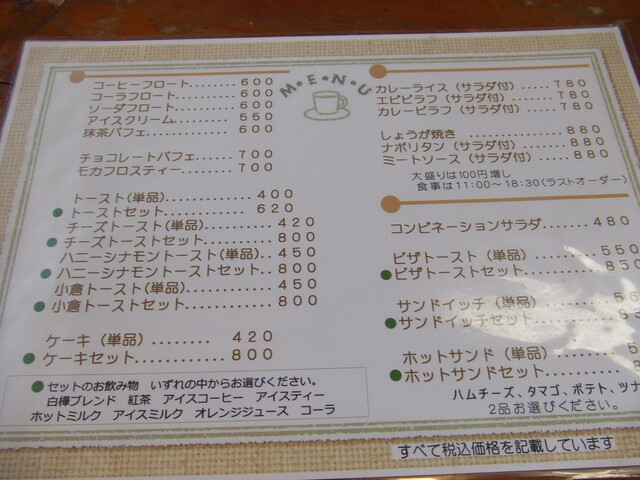 M・E・N・U
コーヒーフロート........600
コーラフロート..........600
ソーダフロート..........600
アイスクリーム..........550
抹茶パフェ..............600
チョコレートパフェ......700
モカフロスティー........700
トースト(単品).............400
●トーストセット............620
チーズトースト(単品)...........420
●チーズトーストセット..........800
ハニーシナモントースト(単品)..450
●ハニーシナモントーストセット..800
小倉トースト(単品)............450
●小倉トーストセット...........800
ケーキ(単品)........420
●ケーキセット............800
●セットのお飲み物 いずれの中からお選びください。
白樺ブレンド 紅茶 アイスコーヒー アイスティー
ホットミルク アイスミルク オレンジジュース コーラ
カレーライス(サラダ付).....780
エビピラフ(サラダ付).......780
カレーピラフ(サラダ付).....780
しょうが焼き ...............880
ナポリタン(サラダ付).......880
ミートソース(サラダ付).....880
大盛りは100円増し
食事は11:00~18:30(ラストオーダー)
コンビネーションサラダ.....480
ピザトースト(単品).......550
●ピザトーストセット........850
サンドイッチ(単品)
●サンドイッチセット
ホットサンド(単品)
●ホットサンドセット
ハムチーズ、タマゴ、ポテト、ツナ
2品お選びください。
すべて税込価格を記載しています